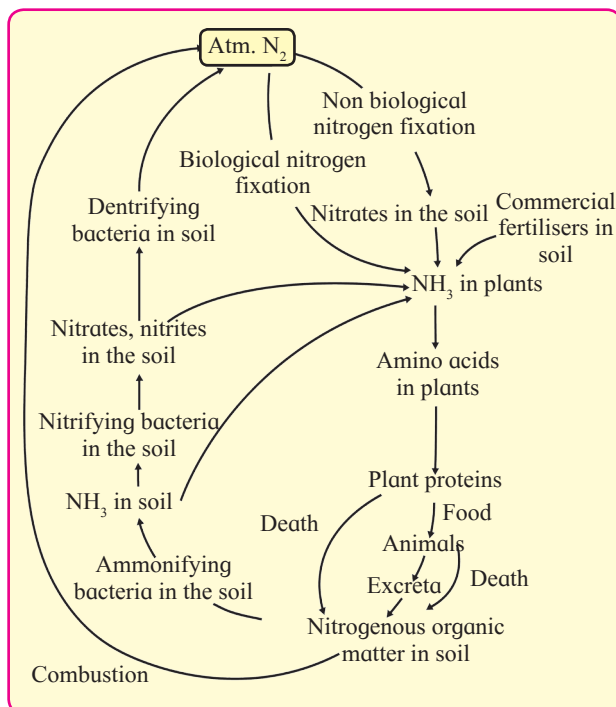 Atm. N₂
Non biological
nitrogen fixation
Biological nitrogen
fixation
Commercial
fertilisers in
soil
Nitrates in the soil
Dentrifying
bacteria in soil
NH₃ in plants
Nitrates, nitrites
in the soil
Amino acids
in plants
Nitrifying bacteria
in the soil
Plant proteins
NH₃ in soil
Food
Death
Animals
Ammonifying
bacteria in the soil
Excreta
Death
Nitrogenous organic
matter in soil
Combustion